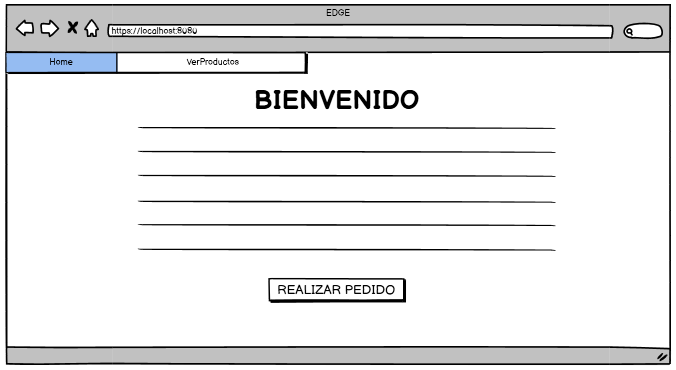 EDGE
https://localhost:8080
Home
VerProductos
BIENVENIDO
REALIZAR PEDIDO